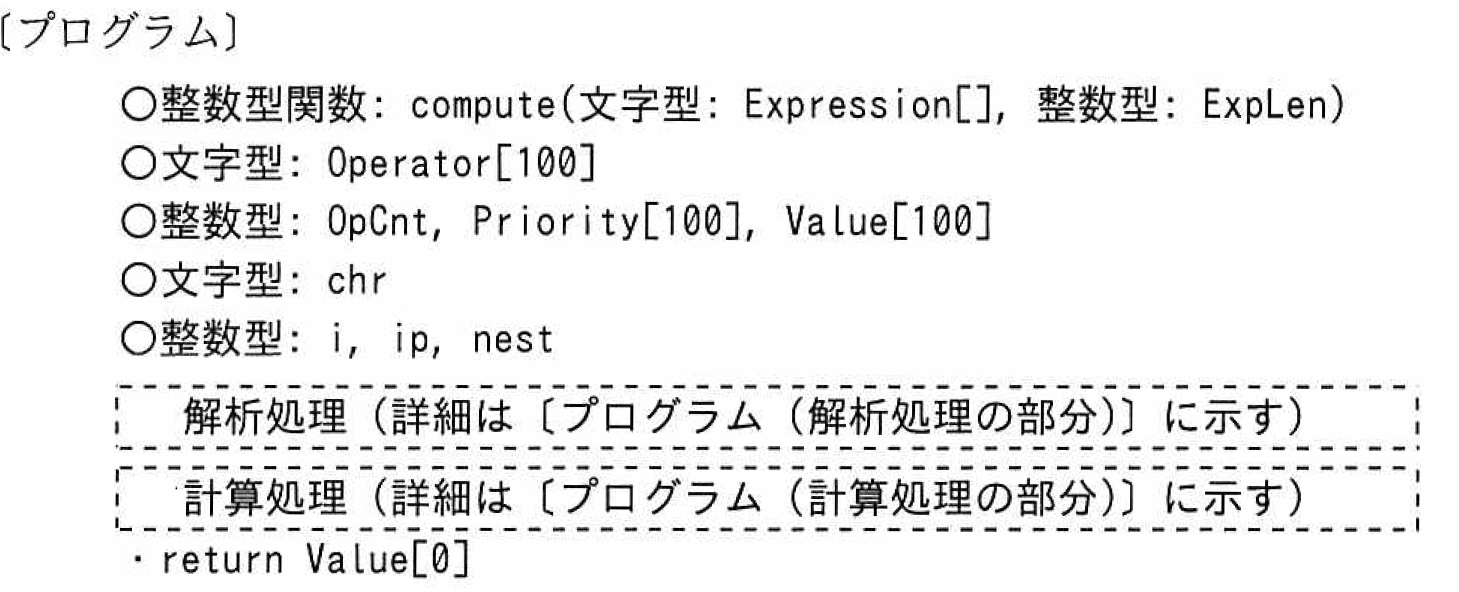 〔プログラム〕
○整数型関数: compute(文字型: Expression[], 整数型: ExpLen)
○文字型: Operator[100]
○整数型: OpCnt, Priority[100], Value[100]
○文字型: chr
○整数型: i, ip, nest
解析処理（詳細は〔プログラム（解析処理の部分）〕に示す）
計算処理（詳細は〔プログラム（計算処理の部分）〕に示す）
・return Value[0]